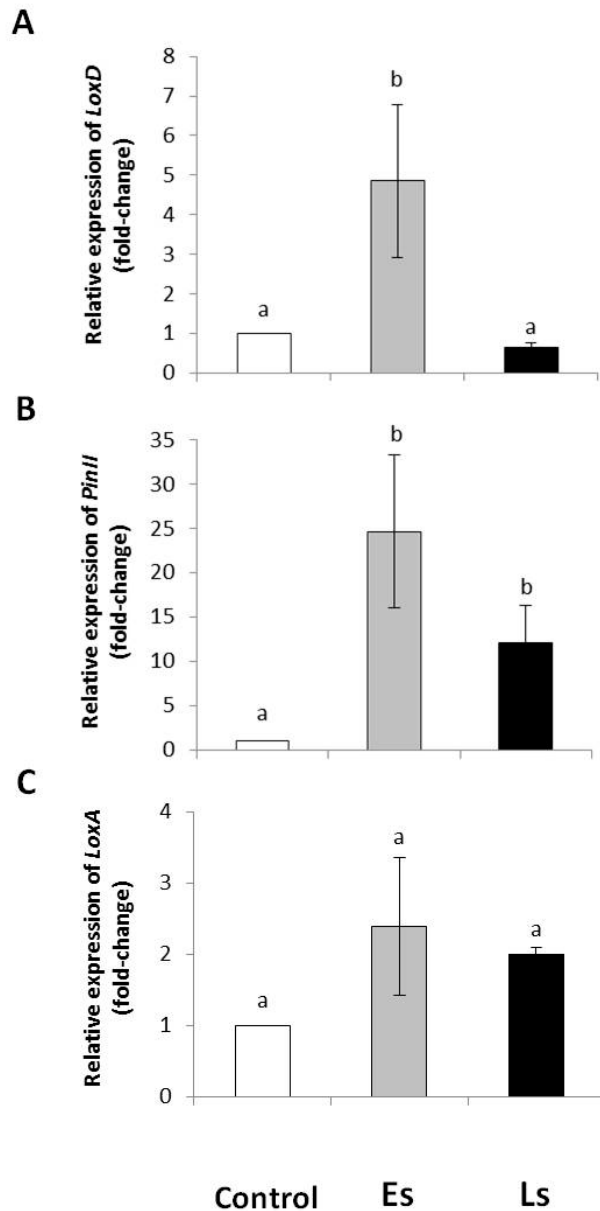 A
Relative expression of LoxD
(fold-change)
8
7
6
5
4
3
2
1
0
a
b
a
B
Relative expression of PinII
(fold-change)
35
30
25
20
15
10
5
0
a
b
b
C
Relative expression of LoxA
(fold-change)
4
3
2
1
0
a
a
a
Control Es Ls